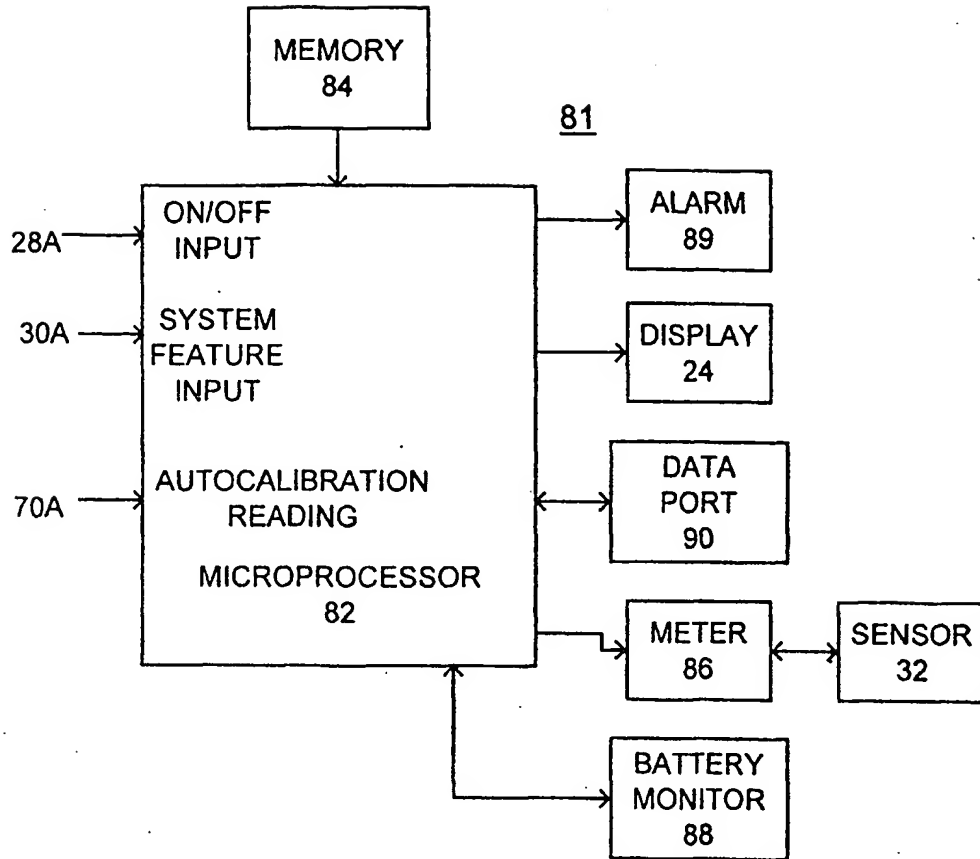 MEMORY
84
81
ON/OFF
INPUT
28A
SYSTEM
FEATURE
INPUT
30A
AUTOCALIBRATION
READING
70A
MICROPROCESSOR
82
ALARM
89
DISPLAY
24
DATA
PORT
90
METER
86
SENSOR
32
BATTERY
MONITOR
88